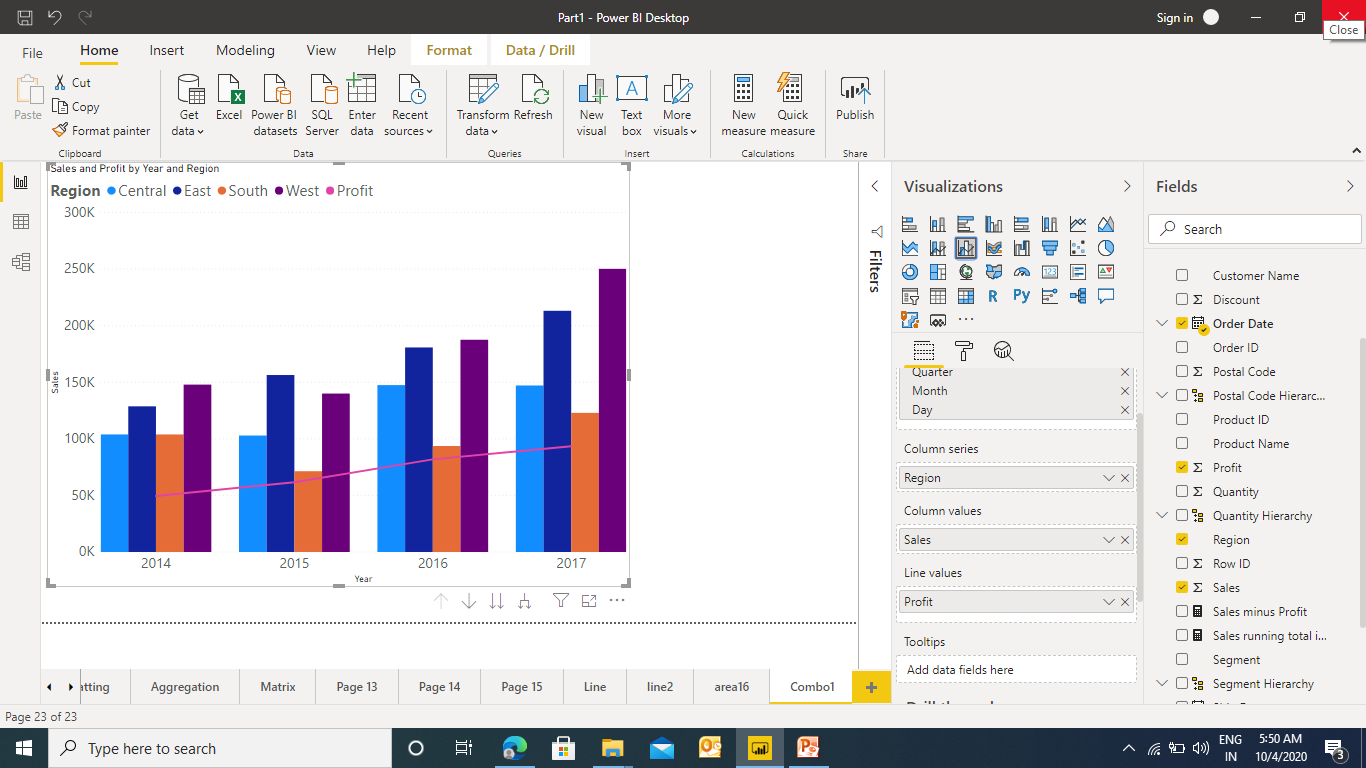 Part1 - Power BI Desktop
Sign in
Close
File
Home
Insert
Modeling
View
Help
Format
Data / Drill
Paste
Cut
Copy
Format painter
Clipboard
Get data
Excel
Power BI datasets
SQL Server
Enter data
Recent sources
Data
Transform data
Refresh
Queries
New visual
Text box
More visuals
Insert
New measure
Quick measure
Calculations
Publish
Share
Sales and Profit by Year and Region
Region Central East South West Profit
300K
250K
200K
150K
100K
50K
0K
Sales
2014 2015 2016 2017
Year
Filters
Visualizations
123
R
Py
Quarter
Month
Day
Column series
Region
Column values
Sales
Line values
Profit
Tooltips
Add data fields here
Fields
Search
Customer Name
Discount
Order Date
Order ID
Postal Code
Postal Code Hierarc...
Product ID
Product Name
Profit
Quantity
Quantity Hierarchy
Region
Row ID
Sales
Sales minus Profit
Sales running total i...
Segment
Segment Hierarchy
atting
Aggregation
Matrix
Page 13
Page 14
Page 15
Line
line2
area16
Combo1
Page 23 of 23
Type here to search
ENG
IN
5:50 AM
10/4/2020
3